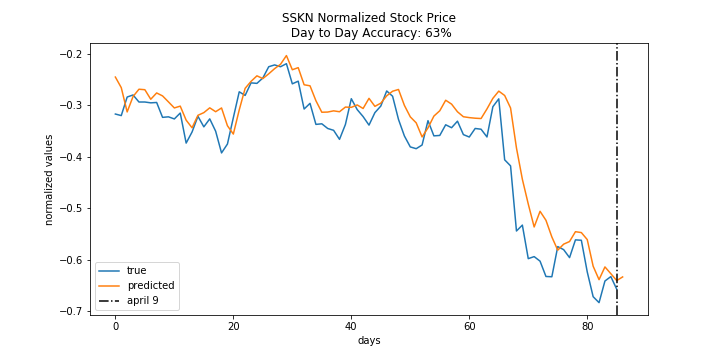 SSKN Normalized Stock Price
Day to Day Accuracy: 63%
normalized values
−0.2
−0.3
−0.4
−0.5
−0.6
−0.7
true
predicted
april 9
0
20
40
60
80
days